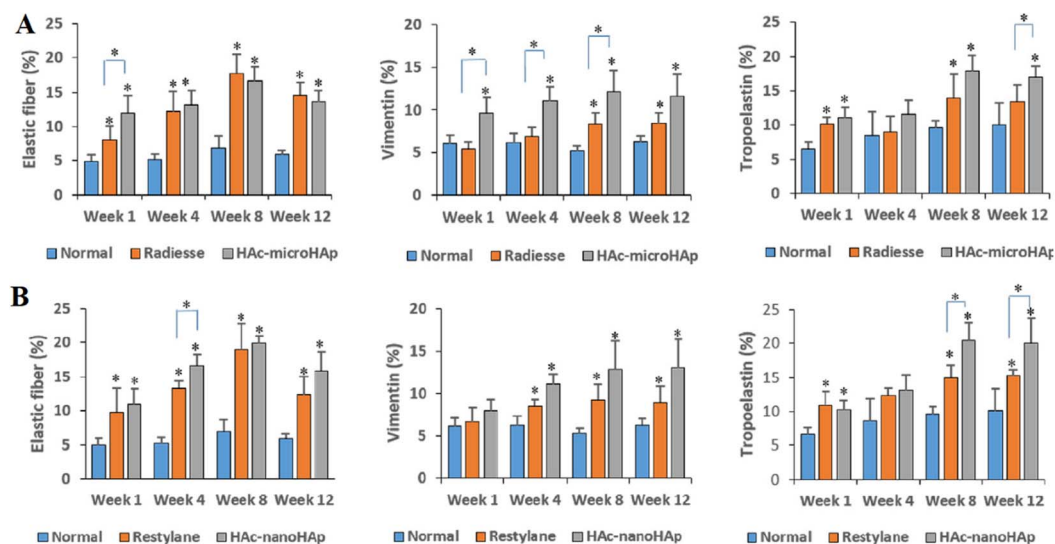 A
Elastic fiber (%)
25
20
15
10
5
0
* * * * * * * * *
Week 1 Week 4 Week 8 Week 12
Normal Radiesse HAc-microHAp
Vimentin (%)
20
15
10
5
0
* * * * * * * * *
Week 1 Week 4 Week 8 Week 12
Normal Radiesse HAc-microHAp
Tropoelastin (%)
25
20
15
10
5
0
* * * * * *
Week 1 Week 4 Week 8 Week 12
Normal Radiesse HAc-microHAp
B
Elastic fiber (%)
25
20
15
10
5
0
* * * * * * * * *
Week 1 Week 4 Week 8 Week 12
Normal Restylane HAc-nanoHAp
Vimentin (%)
20
15
10
5
0
* * * * * *
Week 1 Week 4 Week 8 Week 12
Normal Restylane HAc-nanoHAp
Tropoelastin (%)
25
20
15
10
5
0
* * * * * * * *
Week 1 Week 4 Week 8 Week 12
Normal Restylane HAc-nanoHAp